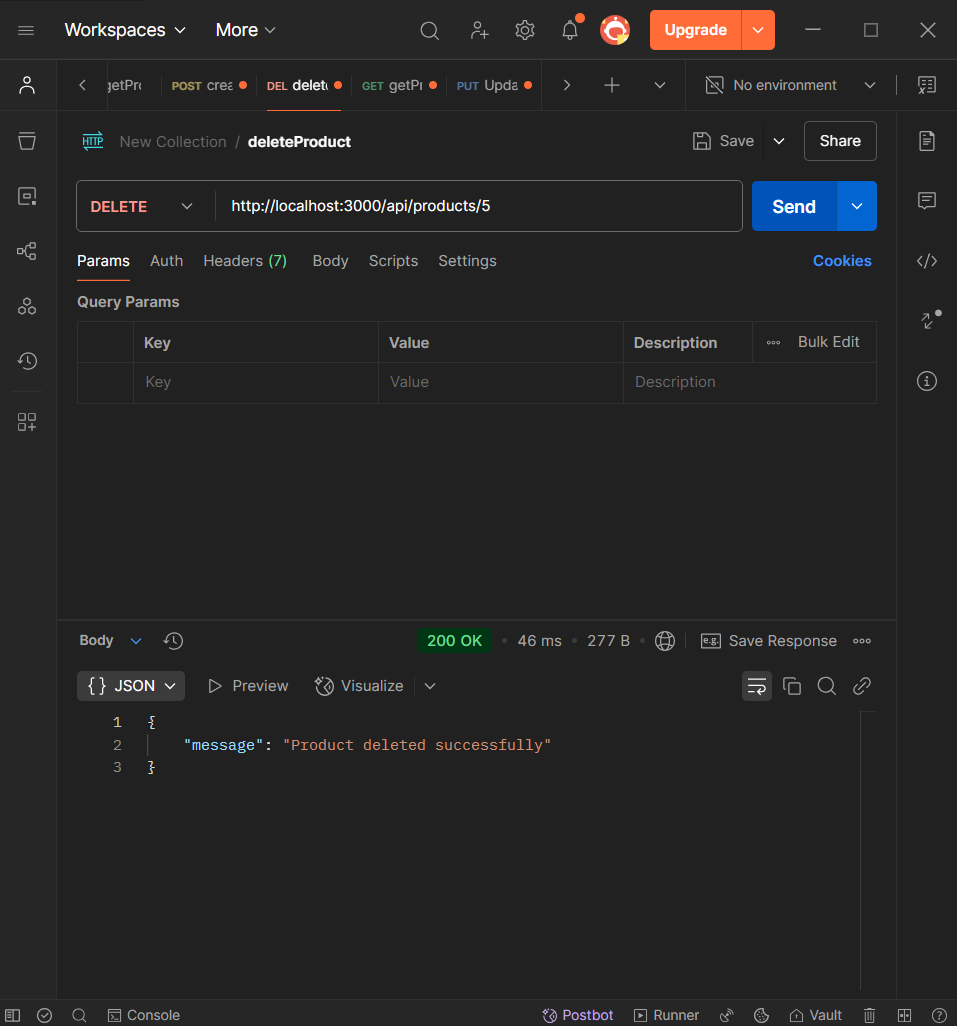 Workspaces More Upgrade
getPro POST crea DEL delete GET getPr PUT Upda No environment
HTTP New Collection / deleteProduct Save Share
DELETE http://localhost:3000/api/products/5 Send
Params Auth Headers (7) Body Scripts Settings Cookies
Query Params
Key Value Description Bulk Edit
Key Value Description
Body 200 OK 46 ms 277 B e.g. Save Response
{ } JSON Preview Visualize
1 {
2 "message": "Product deleted successfully"
3 }
Console Postbot Runner Vault